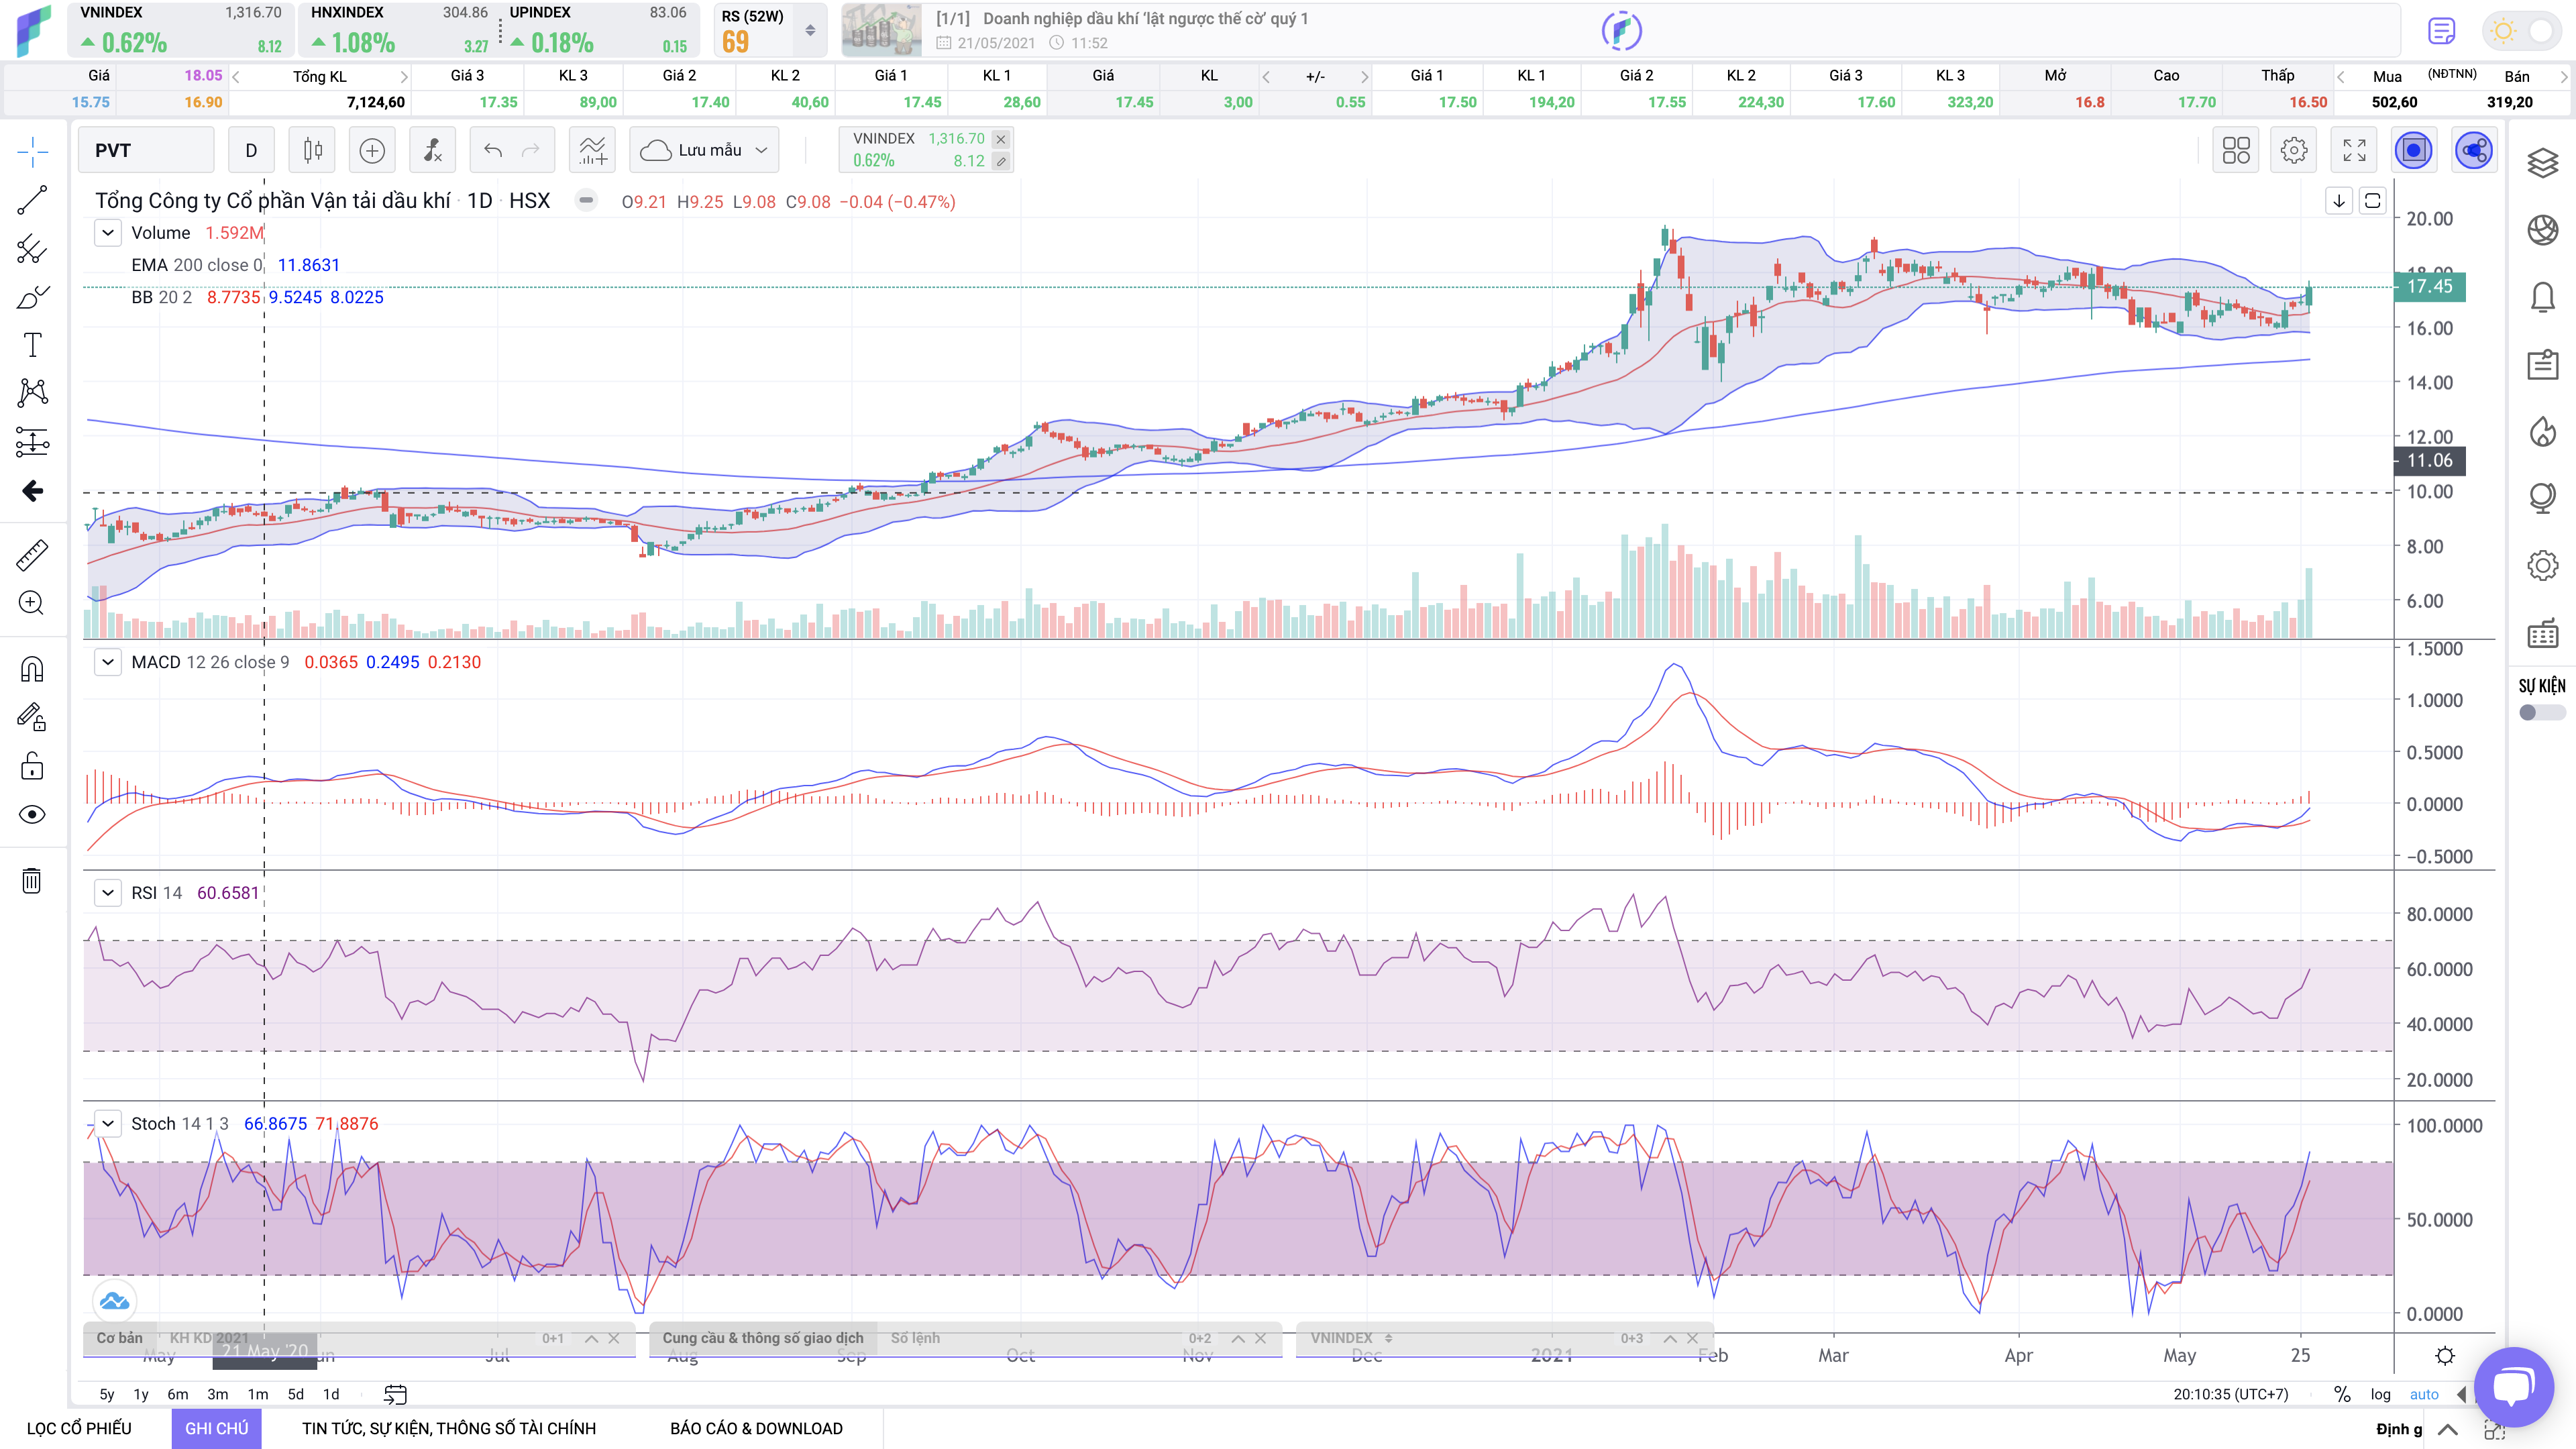 VNINDEX 1,316.70 HNXINDEX 304.86 UPINDEX 83.06 RS (52W) [1/1] Doanh nghiệp dầu khí 'lật ngược thế cờ' quý 1
0.62% 8.12 1.08% 3.27 0.18% 0.15 69 21/05/2021 11:52
Giá 18.05 Tổng KL Giá 3 KL 3 Giá 2 KL 2 Giá 1 KL 1 Giá KL +/- Giá 1 KL 1 Giá 2 KL 2 Giá 3 KL 3 Mở Cao Thấp Mua (NĐTNN) Bán
15.75 16.90 7,124,60 17.35 89,00 17.40 40,60 17.45 28,60 17.45 3,00 0.55 17.50 194,20 17.55 224,30 17.60 323,20 16.8 17.70 16.50 502,60 319,20
PVT D Lưu mẫu VNINDEX 1,316.70
0.62% 8.12
Tổng Công ty Cổ phần Vận tải dầu khí · 1D · HSX O9.21 H9.25 L9.08 C9.08 −0.04 (−0.47%)
Volume 1.592M
EMA 200 close 0 11.8631
BB 20 2 8.7735 9.5245 8.0225
20.00
18.00
17.45
16.00
14.00
12.00
11.06
10.00
8.00
6.00
MACD 12 26 close 9 0.0365 0.2495 0.2130
1.5000
1.0000
0.5000
0.0000
−0.5000
SỰ KIỆN
RSI 14 60.6581
80.0000
60.0000
40.0000
20.0000
Stoch 14 1 3 66.8675 71.8876
100.0000
50.0000
0.0000
Cơ bản KH KD 2021 0+1 Cung cầu & thông số giao dịch Sổ lệnh 0+2 VNINDEX 0+3
May 21 May '20 Jul Aug Sep Oct Nov Dec 2021 Feb Mar Apr May 25
5y 1y 6m 3m 1m 5d 1d 20:10:35 (UTC+7) % log auto
LỌC CỔ PHIẾU GHI CHÚ TIN TỨC, SỰ KIỆN, THÔNG SỐ TÀI CHÍNH BÁO CÁO & DOWNLOAD Định g